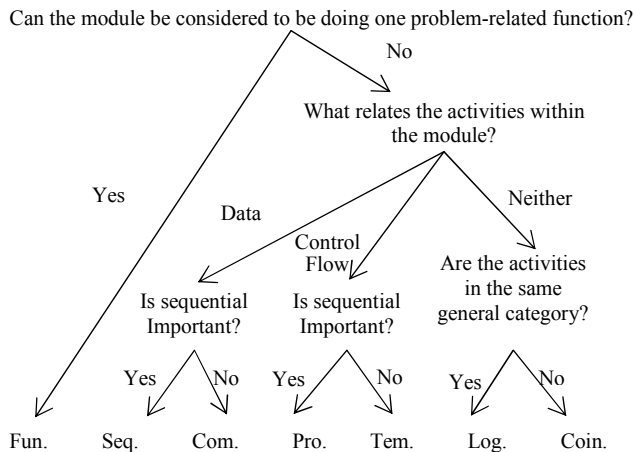 Can the module be considered to be doing one problem-related function?
No
What relates the activities within
the module?
Yes
Data
Control
Flow
Neither
Is sequential
Important?
Is sequential
Important?
Are the activities
in the same
general category?
Yes
No
Yes
No
Yes
No
Fun.
Seq.
Com.
Pro.
Tem.
Log.
Coin.